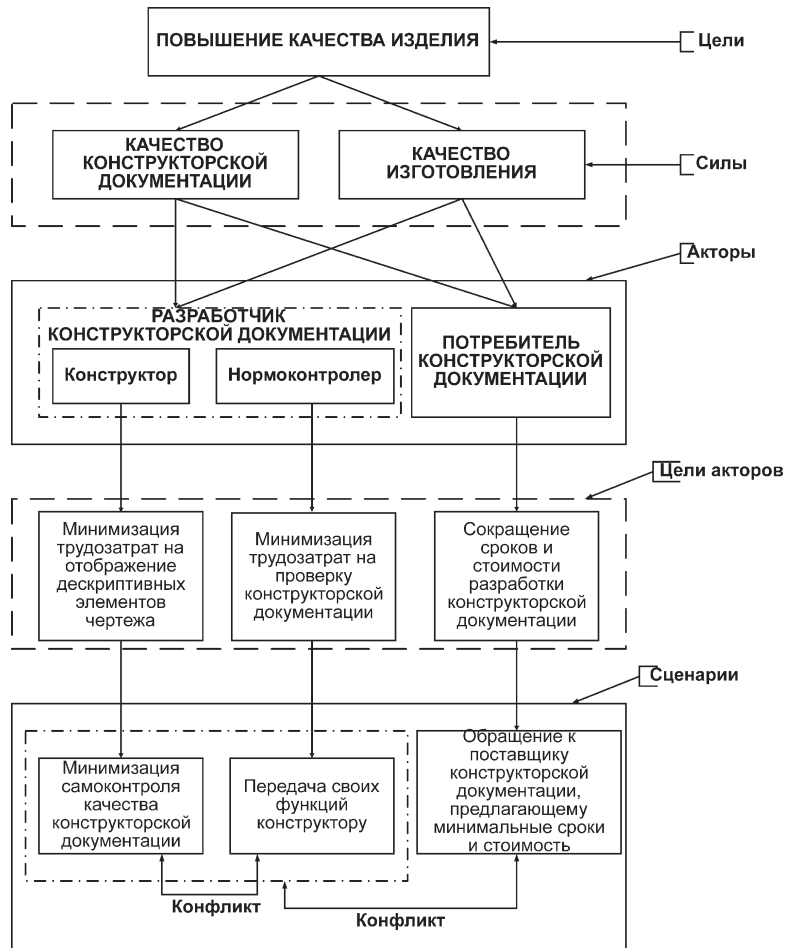 ПОВЫШЕНИЕ КАЧЕСТВА ИЗДЕЛИЯ
Цели
КАЧЕСТВО
КОНСТРУКТОРСКОЙ
ДОКУМЕНТАЦИИ
КАЧЕСТВО
ИЗГОТОВЛЕНИЯ
Силы
Акторы
РАЗРАБОТЧИК
КОНСТРУКТОРСКОЙ ДОКУМЕНТАЦИИ
Конструктор
Нормоконтролер
ПОТРЕБИТЕЛЬ
КОНСТРУКТОРСКОЙ
ДОКУМЕНТАЦИИ
Цели акторов
Минимизация
трудозатрат на
отображение
дескриптивных
элементов
чертежа
Минимизация
трудозатрат на
проверку
конструкторской
документации
Сокращение
сроков и
стоимости
разработки
конструкторской
документации
Сценарии
Минимизация
самоконтроля
качества
конструкторской
документации
Передача своих
функций
конструктору
Обращение к
поставщику
конструкторской
документации,
предлагающему
минимальные сроки
и стоимость
Конфликт
Конфликт